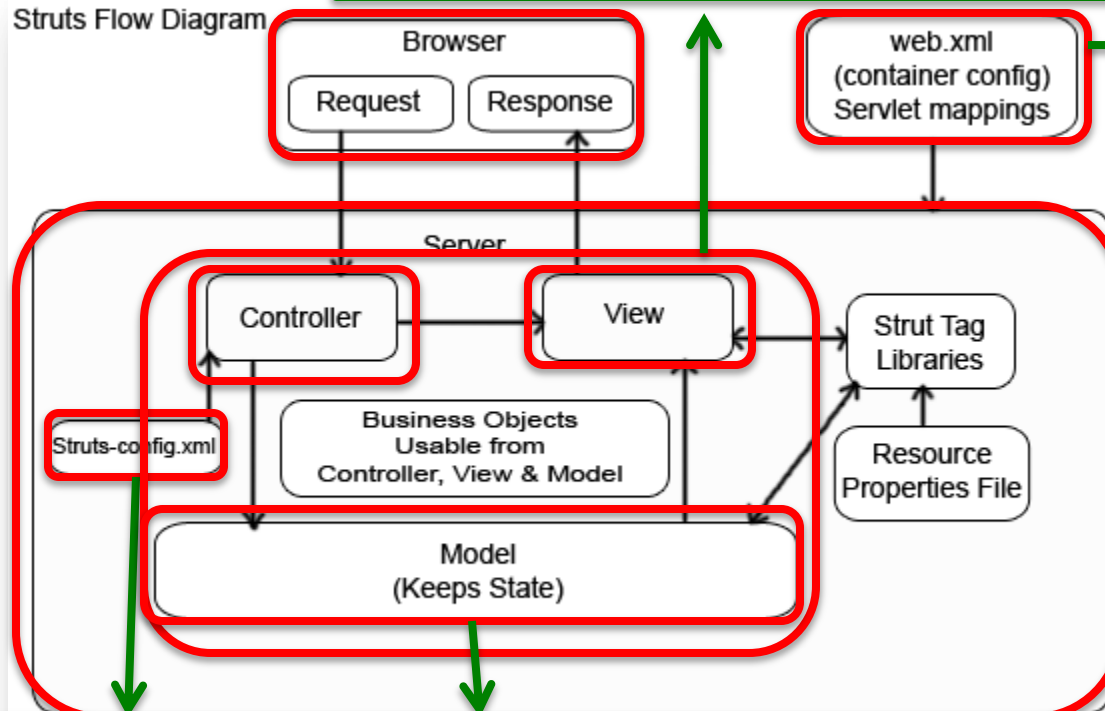 Struts Flow Diagram
Browser
Request
Response
web.xml
(container config)
Servlet mappings
Server
Controller
View
Strut Tag
Libraries
Struts-config.xml
Business Objects
Usable from
Controller, View & Model
Resource
Properties File
Model
(Keeps State)